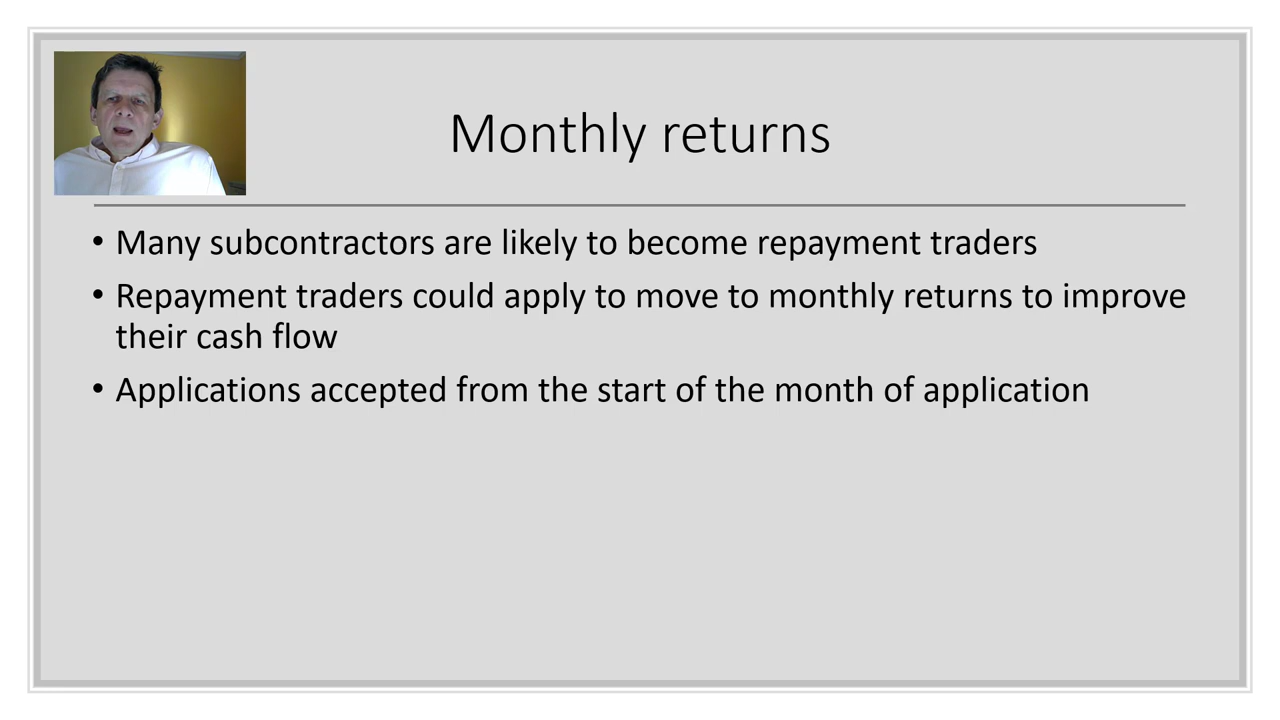 Monthly returns
• Many subcontractors are likely to become repayment traders
• Repayment traders could apply to move to monthly returns to improve
their cash flow
• Applications accepted from the start of the month of application